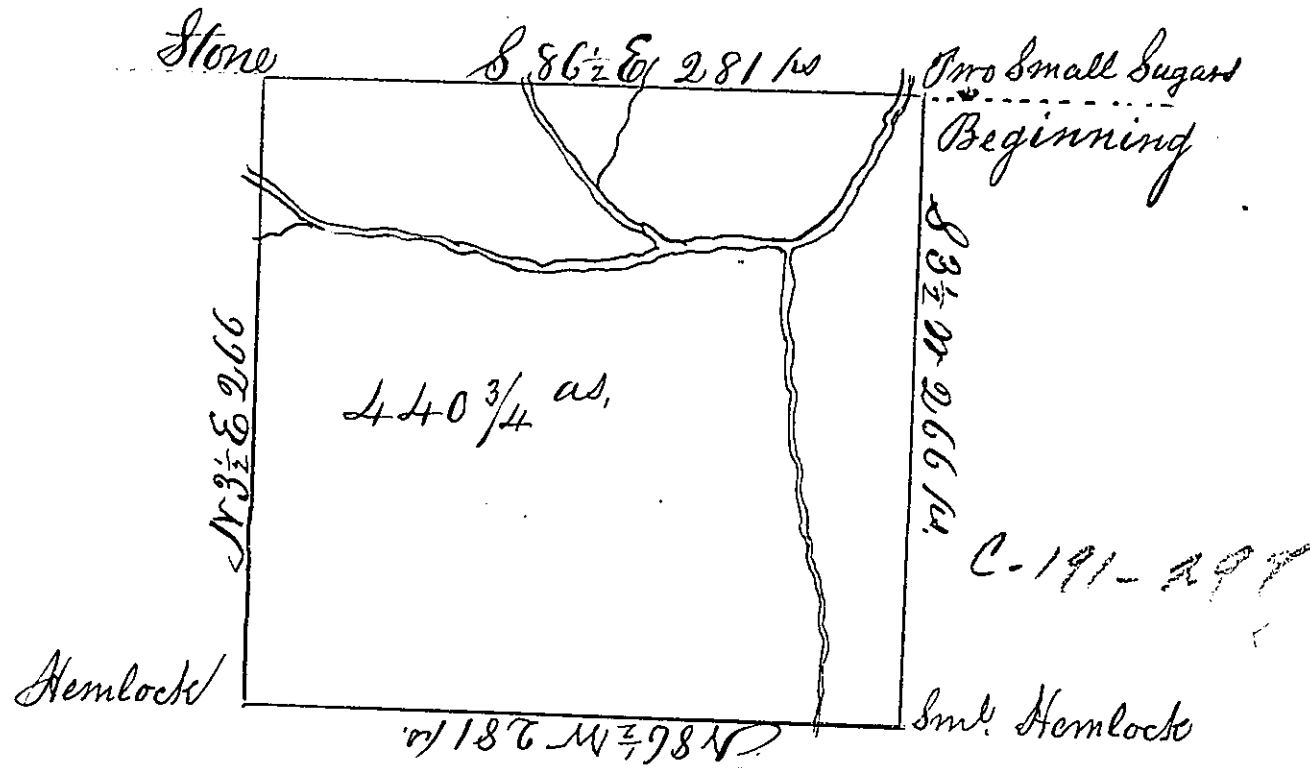 Stone
S 86½ E 281 ps
Two Small Sugars
Beginning
S 3½ W 266 ps.
N 3½ E 266
440 ¾ as,
C-191-
Hemlock
Sml. Hemlock
N 86½ W 281 ps.